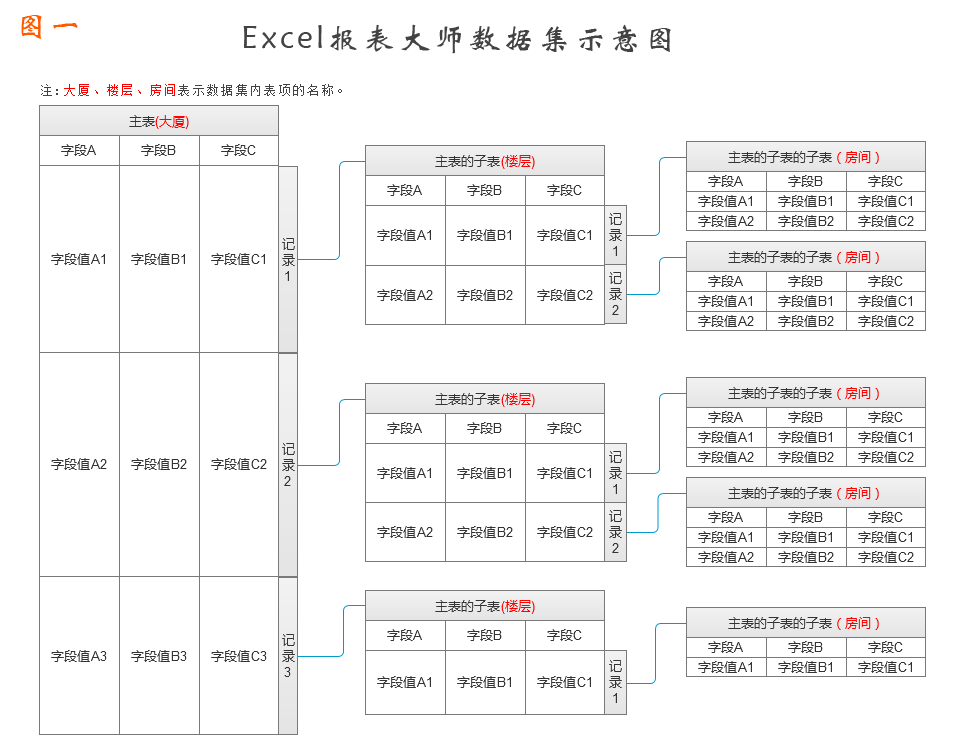 图一
Excel报表大师数据集示意图
注:大厦、楼层、房间表示数据集内表项的名称。
主表(大厦)
字段A 字段B 字段C
字段值A1 字段值B1 字段值C1 记录1
字段值A2 字段值B2 字段值C2 记录2
字段值A3 字段值B3 字段值C3 记录3
主表的子表(楼层)
字段A 字段B 字段C
字段值A1 字段值B1 字段值C1 记录1
字段值A2 字段值B2 字段值C2 记录2
主表的子表的子表（房间）
字段A 字段B 字段C
字段值A1 字段值B1 字段值C1
字段值A2 字段值B2 字段值C2
主表的子表的子表（房间）
字段A 字段B 字段C
字段值A1 字段值B1 字段值C1
字段值A2 字段值B2 字段值C2
主表的子表(楼层)
字段A 字段B 字段C
字段值A1 字段值B1 字段值C1 记录1
字段值A2 字段值B2 字段值C2 记录2
主表的子表的子表（房间）
字段A 字段B 字段C
字段值A1 字段值B1 字段值C1
字段值A2 字段值B2 字段值C2
主表的子表的子表（房间）
字段A 字段B 字段C
字段值A1 字段值B1 字段值C1
字段值A2 字段值B2 字段值C2
主表的子表(楼层)
字段A 字段B 字段C
字段值A1 字段值B1 字段值C1 记录1
主表的子表的子表（房间）
字段A 字段B 字段C
字段值A1 字段值B1 字段值C1